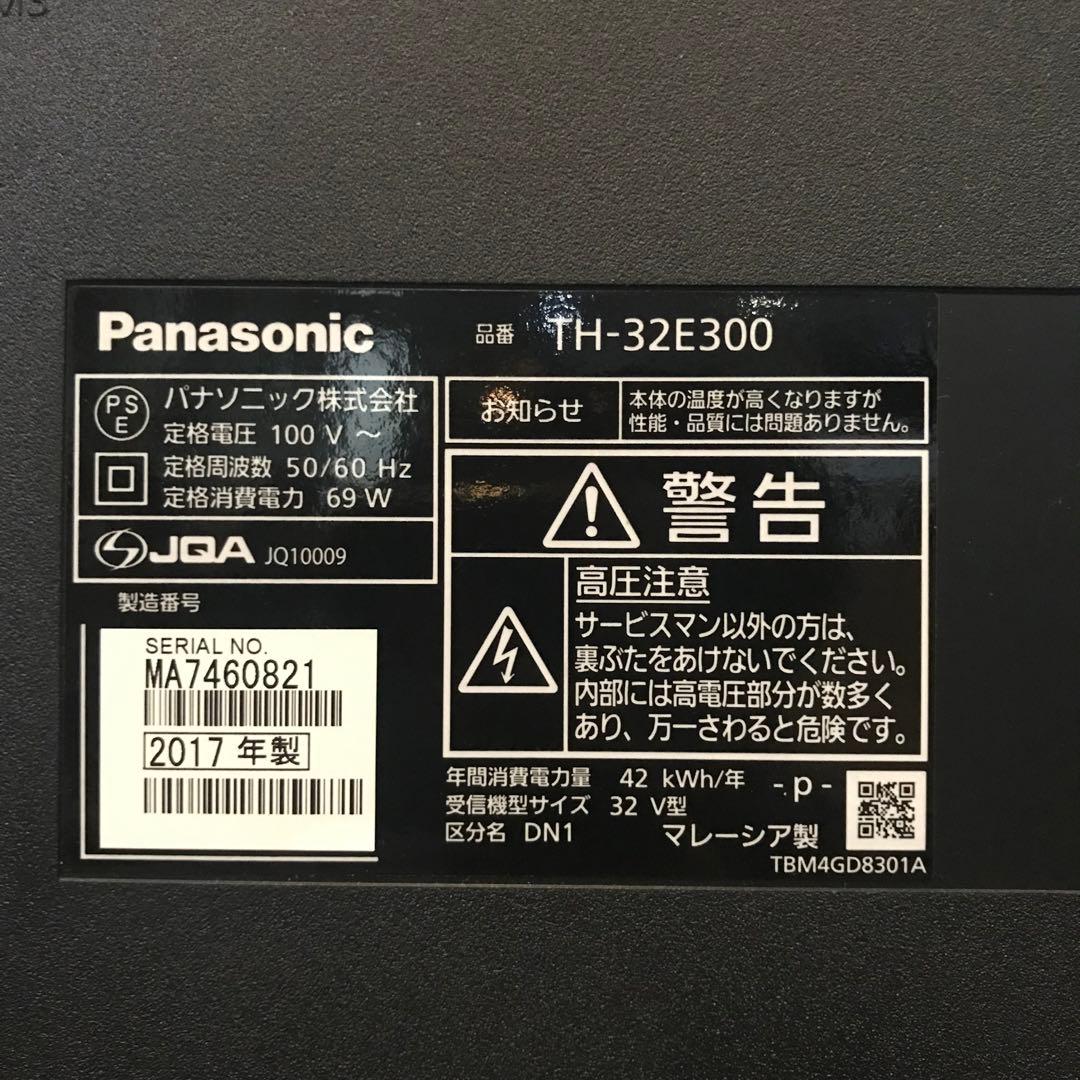 Panasonic
品番 TH-32E300
PSE
パナソニック株式会社
定格電圧 100 V ～
定格周波数 50/60 Hz
定格消費電力 69 W
JQA JQ10009
製造番号
SERIAL NO.
MA7460821
2017 年製
お知らせ
本体の温度が高くなりますが
性能・品質には問題ありません。
警告
高圧注意
サービスマン以外の方は、
裏ぶたをあけないでください。
内部には高電圧部分が数多く
あり、万一さわると危険です。
年間消費電力量 42 kWh/年
受信機型サイズ 32 V型
区分名 DN1
-.p-
マレーシア製
TBM4GD8301A